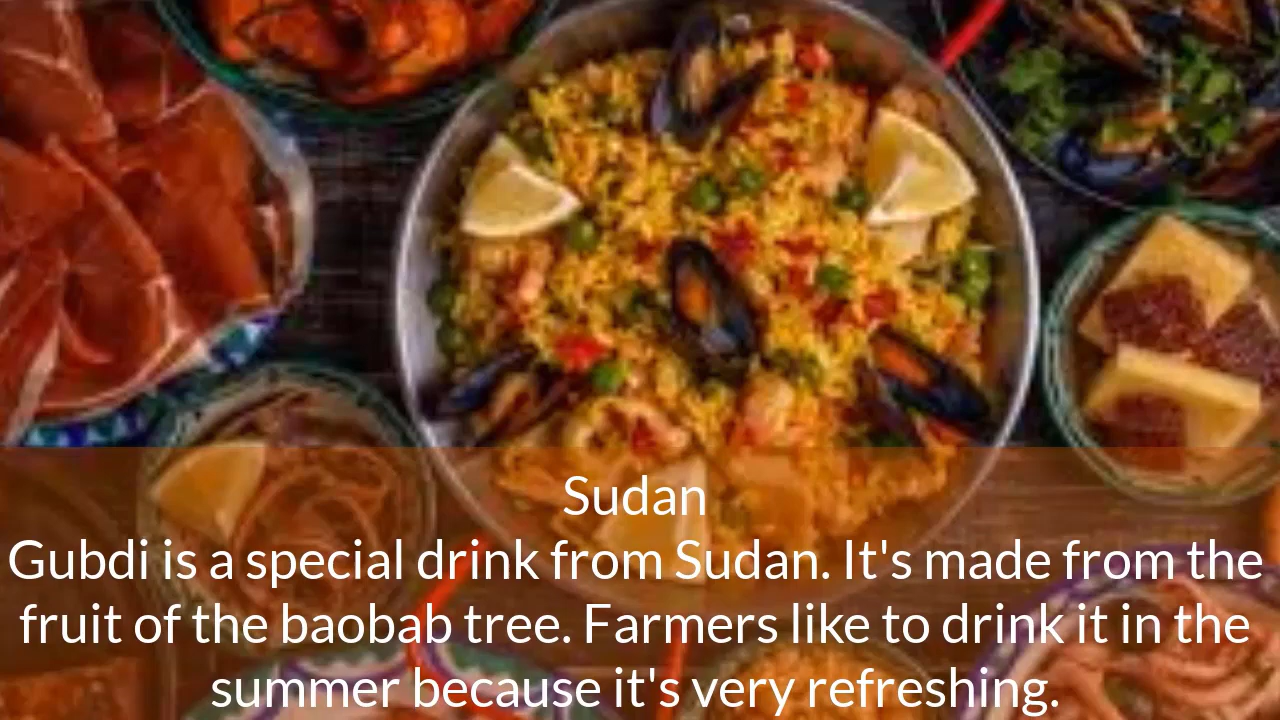 Sudan
Gubdi is a special drink from Sudan. It's made from the
fruit of the baobab tree. Farmers like to drink it in the
summer because it's very refreshing.